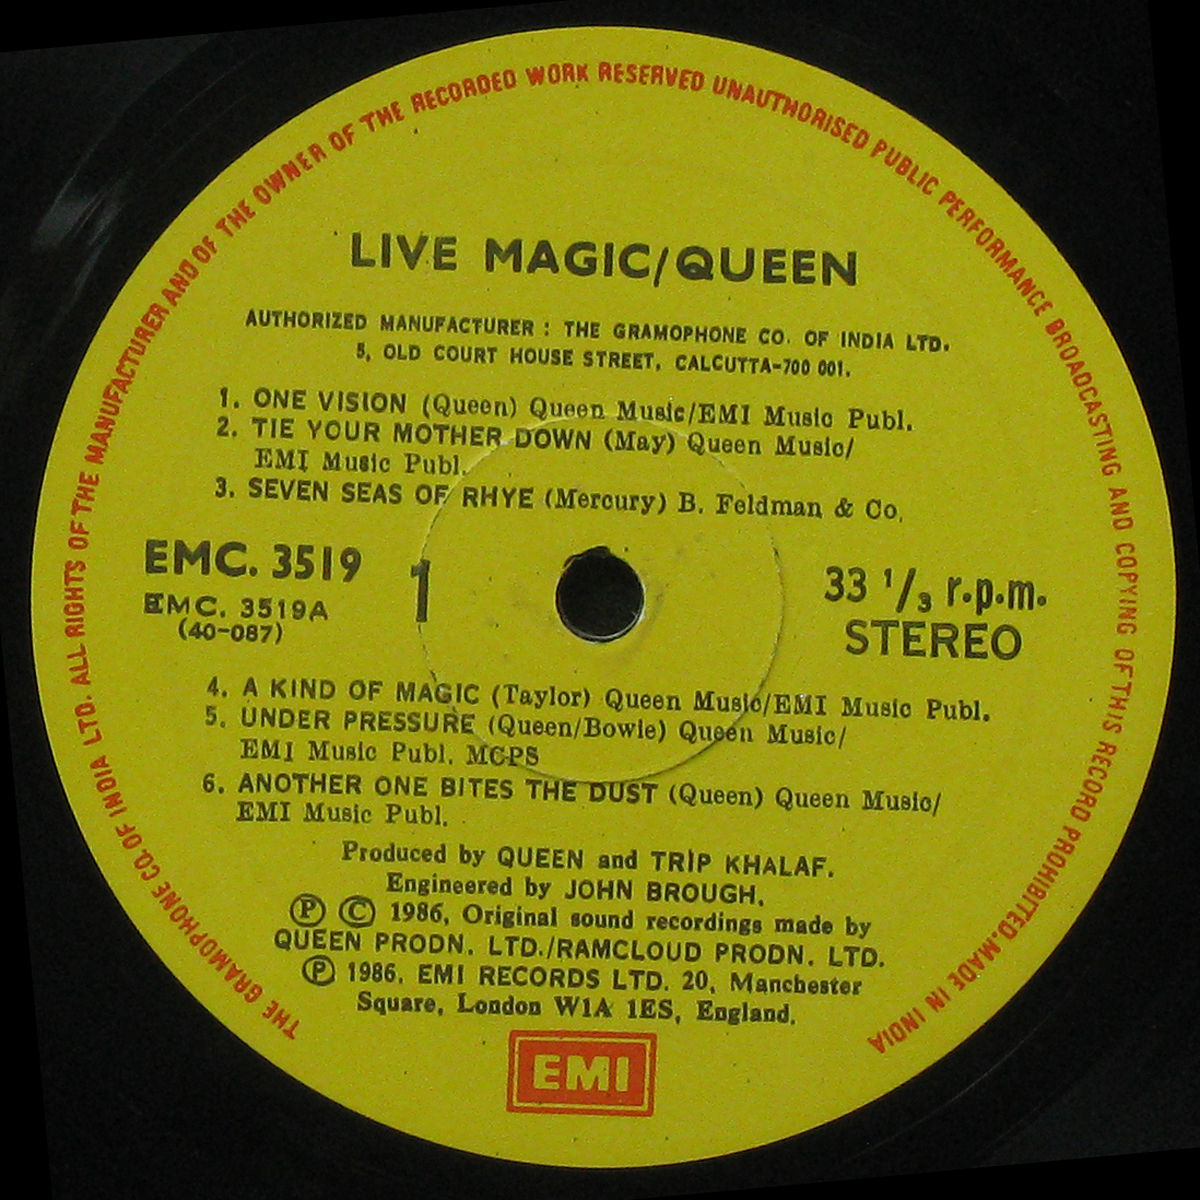 THE GRAMOPHONE CO. OF INDIA LTD. ALL RIGHTS OF THE MANUFACTURER AND OF THE OWNER OF THE RECORDED WORK RESERVED UNAUTHORISED PUBLIC PERFORMANCE BROADCASTING AND COPYING OF THIS RECORD PROHIBITED. MADE IN INDIA
LIVE MAGIC/QUEEN
AUTHORIZED MANUFACTURER : THE GRAMOPHONE CO. OF INDIA LTD.
5, OLD COURT HOUSE STREET, CALCUTTA-700 001.
1. ONE VISION (Queen) Queen Music/EMI Music Publ.
2. TIE YOUR MOTHER DOWN (May) Queen Music/
EMI Music Publ.
3. SEVEN SEAS OF RHYE (Mercury) B. Feldman & Co.
EMC. 3519
EMC. 3519A
(40-087)
1
33 1/3 r.p.m.
STEREO
4. A KIND OF MAGIC (Taylor) Queen Music/EMI Music Publ.
5. UNDER PRESSURE (Queen/Bowie) Queen Music/
EMI Music Publ. MCPS
6. ANOTHER ONE BITES THE DUST (Queen) Queen Music/
EMI Music Publ.
Produced by QUEEN and TRIP KHALAF.
Engineered by JOHN BROUGH.
Ⓟ © 1986, Original sound recordings made by
QUEEN PRODN. LTD./RAMCLOUD PRODN. LTD.
Ⓟ 1986. EMI RECORDS LTD. 20, Manchester
Square, London W1A 1ES, England.
EMI